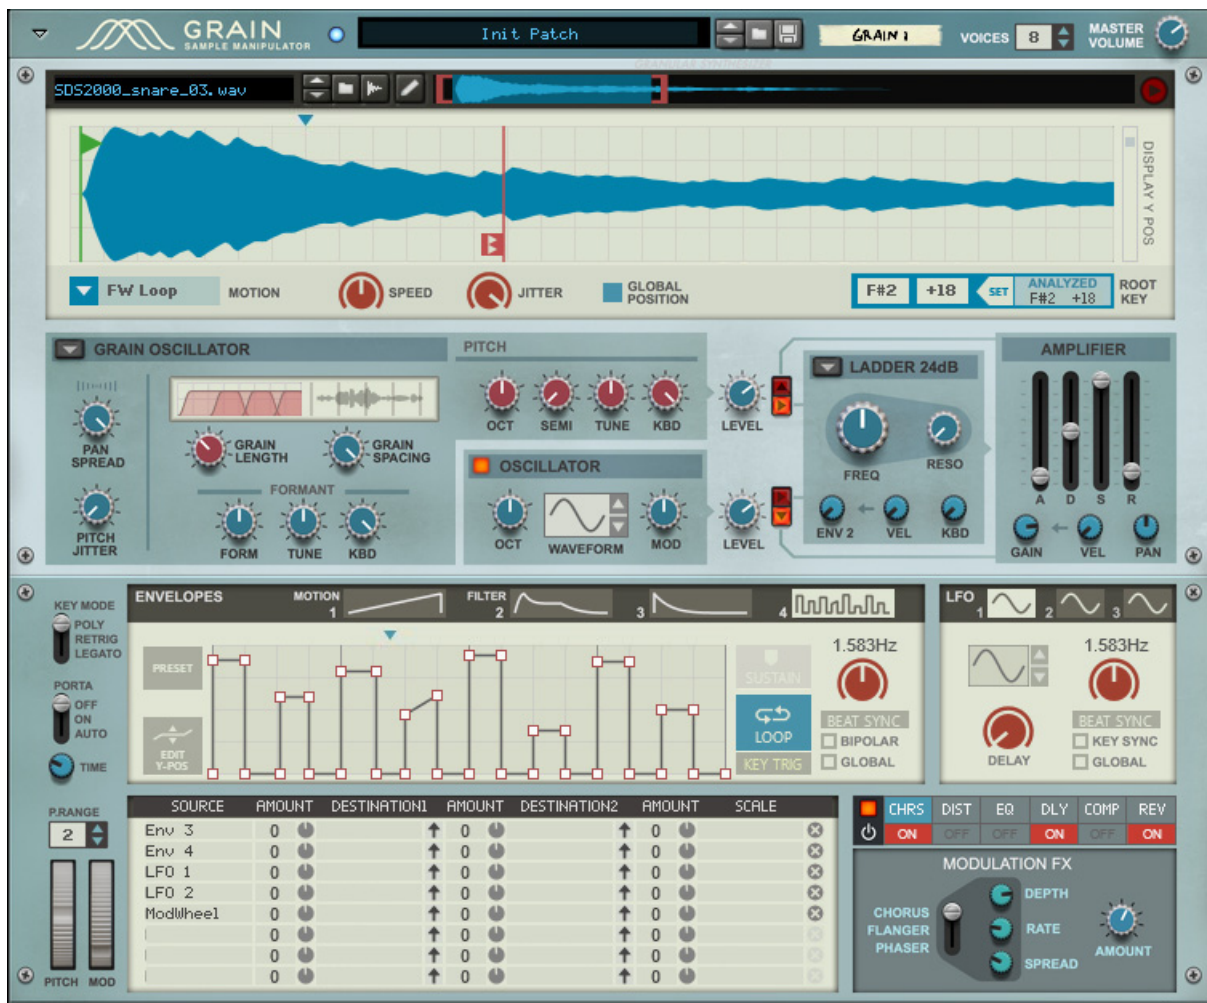 GRAIN
SAMPLE MANIPULATOR
Init Patch
GRAIN 1
VOICES 8
MASTER VOLUME
GRANULAR SYNTHESIZER
SDS2000_snare_03.wav
DISPLAY Y POS
FW Loop MOTION SPEED JITTER GLOBAL POSITION F#2 +18 SET ANALYZED F#2 +18 ROOT KEY
GRAIN OSCILLATOR
PAN SPREAD
PITCH JITTER
GRAIN LENGTH
GRAIN SPACING
FORMANT
FORM TUNE KBD
PITCH
OCT SEMI TUNE KBD
LEVEL
OSCILLATOR
OCT WAVEFORM MOD
LEVEL
LADDER 24dB
FREQ RESO
ENV 2 VEL KBD
AMPLIFIER
A D S R
GAIN VEL PAN
KEY MODE
POLY
RETRIG
LEGATO
PORTA
OFF
ON
AUTO
TIME
P.RANGE
2
PITCH MOD
ENVELOPES MOTION 1 FILTER 2 3 4
PRESET
EDIT Y-POS
SUSTAIN
LOOP
KEY TRIG
1.583Hz
BEAT SYNC
BIPOLAR
GLOBAL
LFO 1 2 3
1.583Hz
DELAY
BEAT SYNC
KEY SYNC
GLOBAL
SOURCE AMOUNT DESTINATION1 AMOUNT DESTINATION2 AMOUNT SCALE
Env 3 0 0 0
Env 4 0 0 0
LFO 1 0 0 0
LFO 2 0 0 0
ModWheel 0 0 0
0 0 0
0 0 0
0 0 0
CHRS DIST EQ DLY COMP REV
ON OFF OFF ON OFF ON
MODULATION FX
CHORUS
FLANGER
PHASER
DEPTH
RATE
SPREAD
AMOUNT